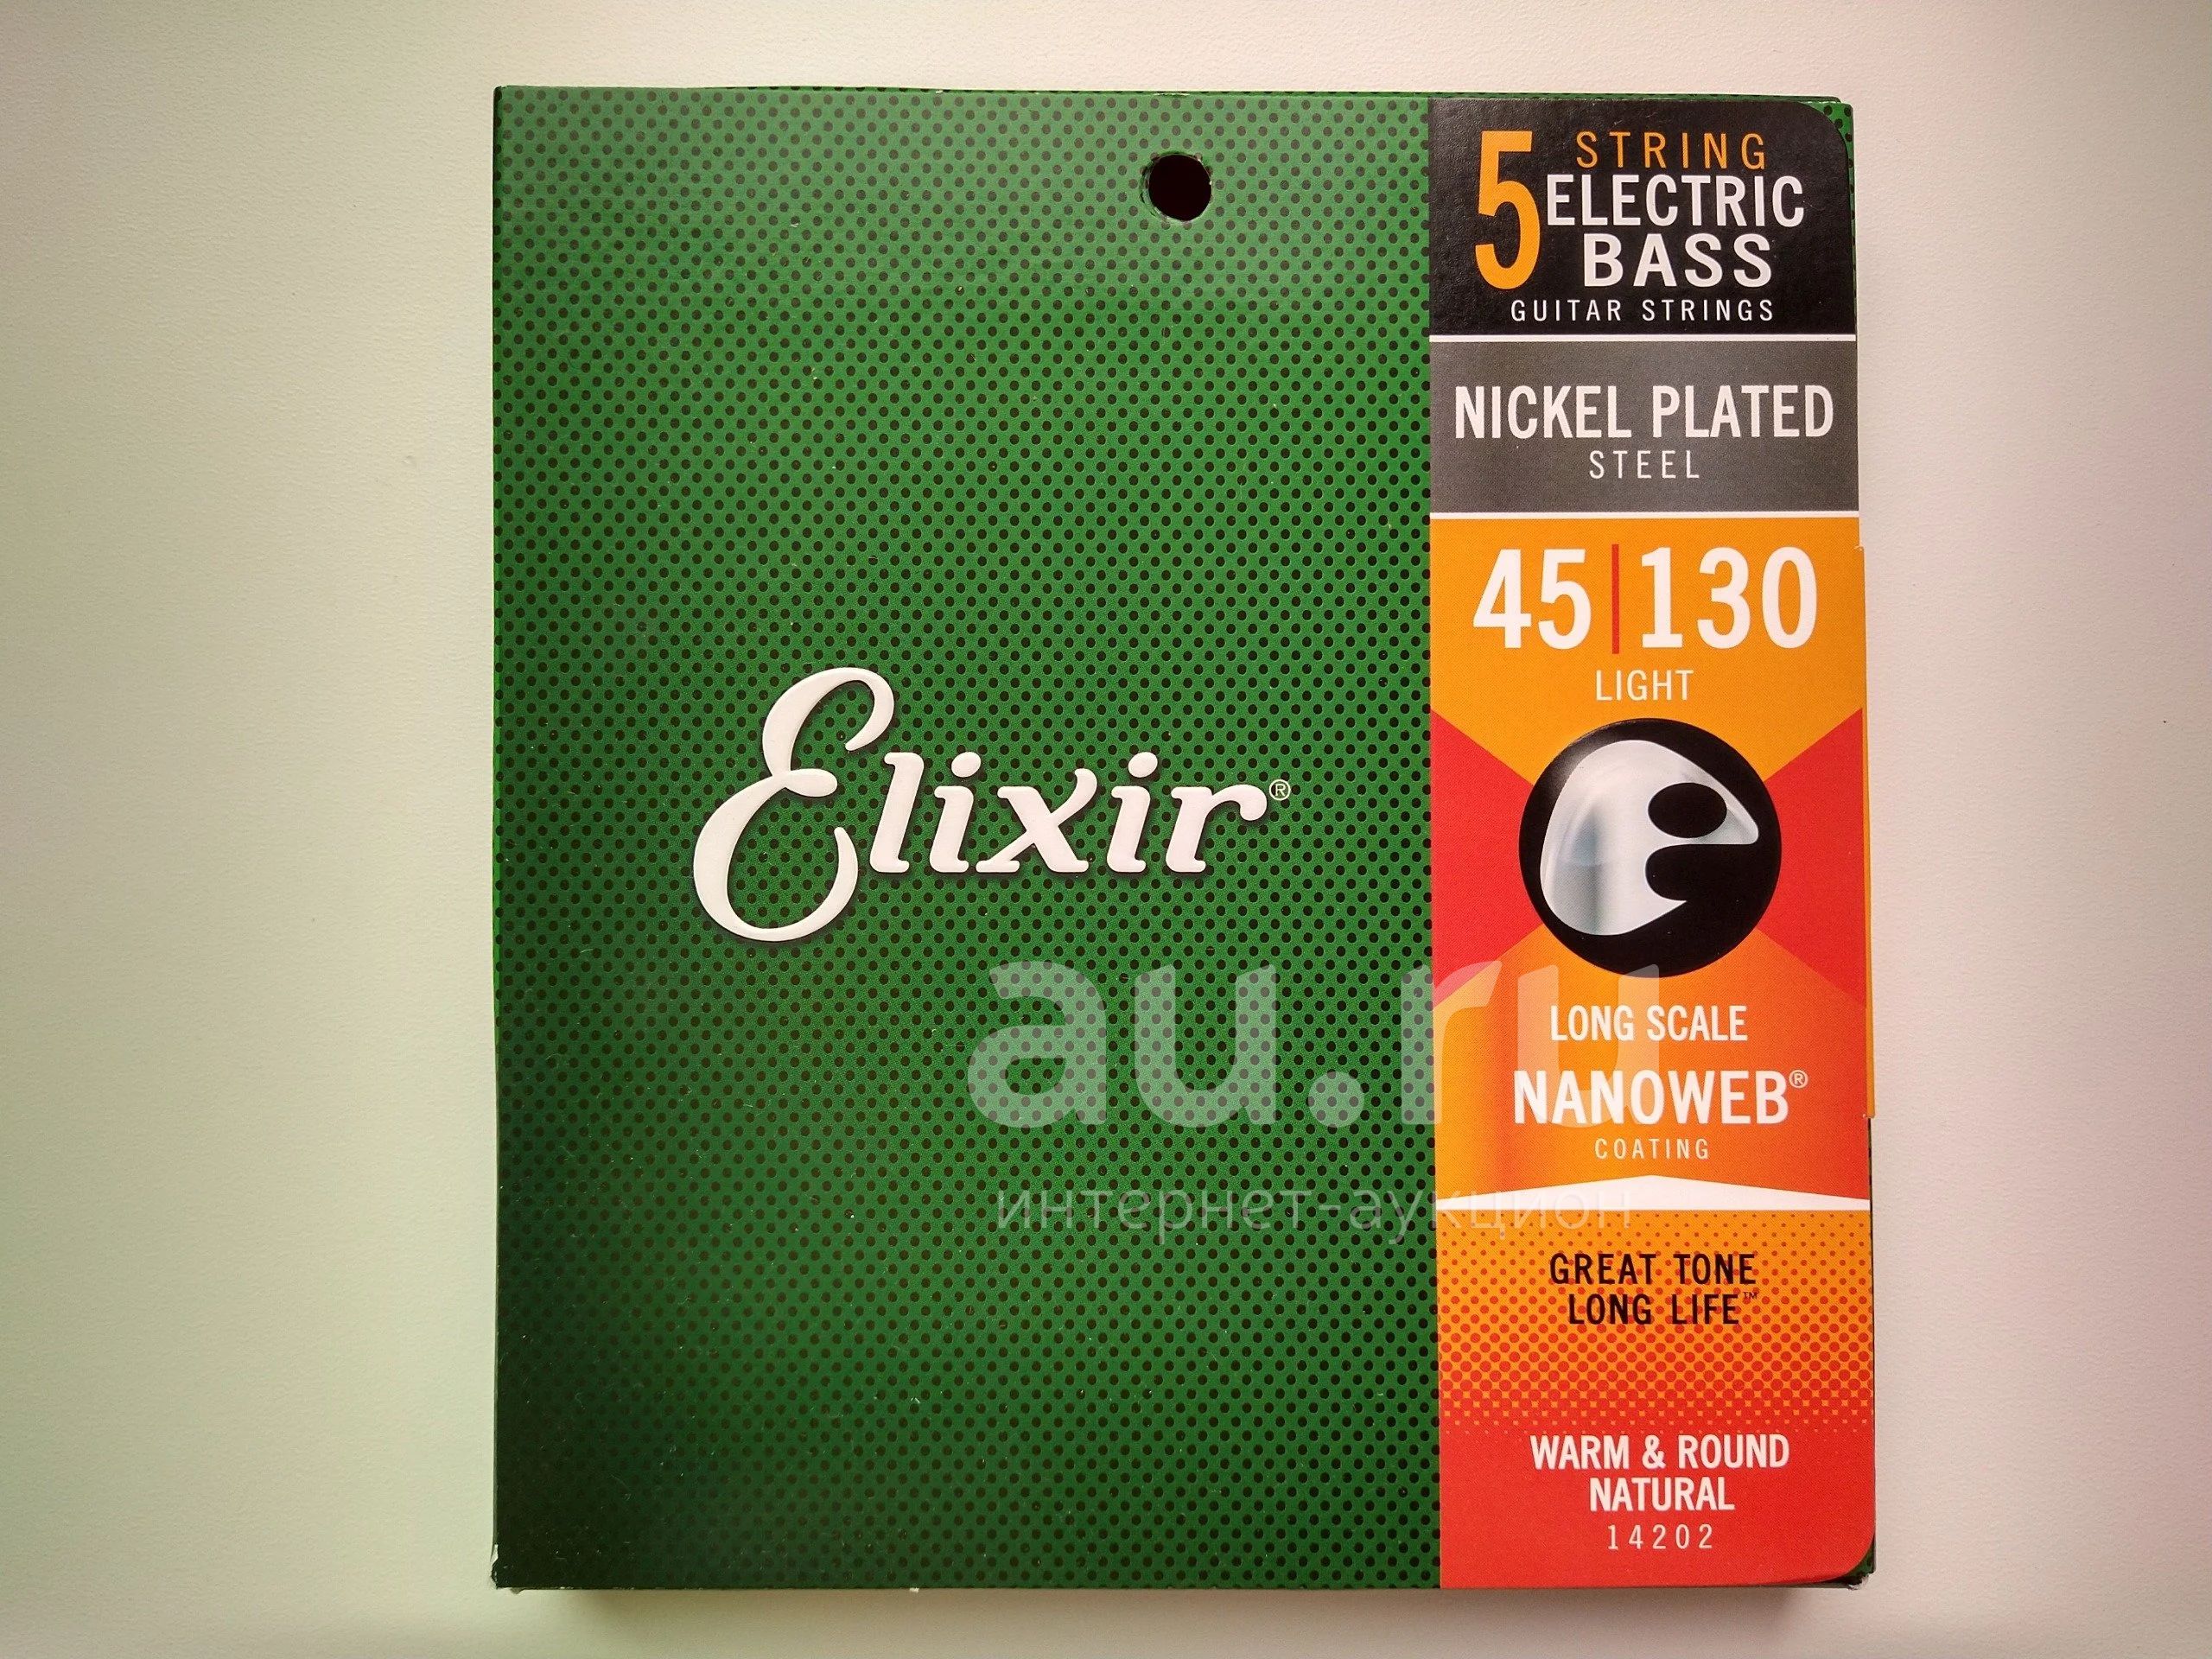 5 STRING
ELECTRIC
BASS
GUITAR STRINGS
NICKEL PLATED
STEEL
45|130
LIGHT
Elixir®
e
LONG SCALE
NANOWEB®
COATING
GREAT TONE
LONG LIFE™
WARM & ROUND
NATURAL
14202
au.ru
интернет-аукцион